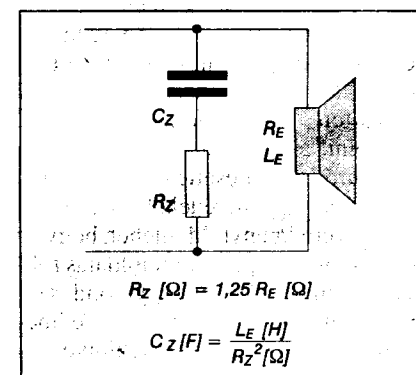 C_Z
R_E
L_E
R_Z
R_Z [Ω] = 1,25 R_E [Ω]
C_Z [F] = L_E [H] / R_Z² [Ω]